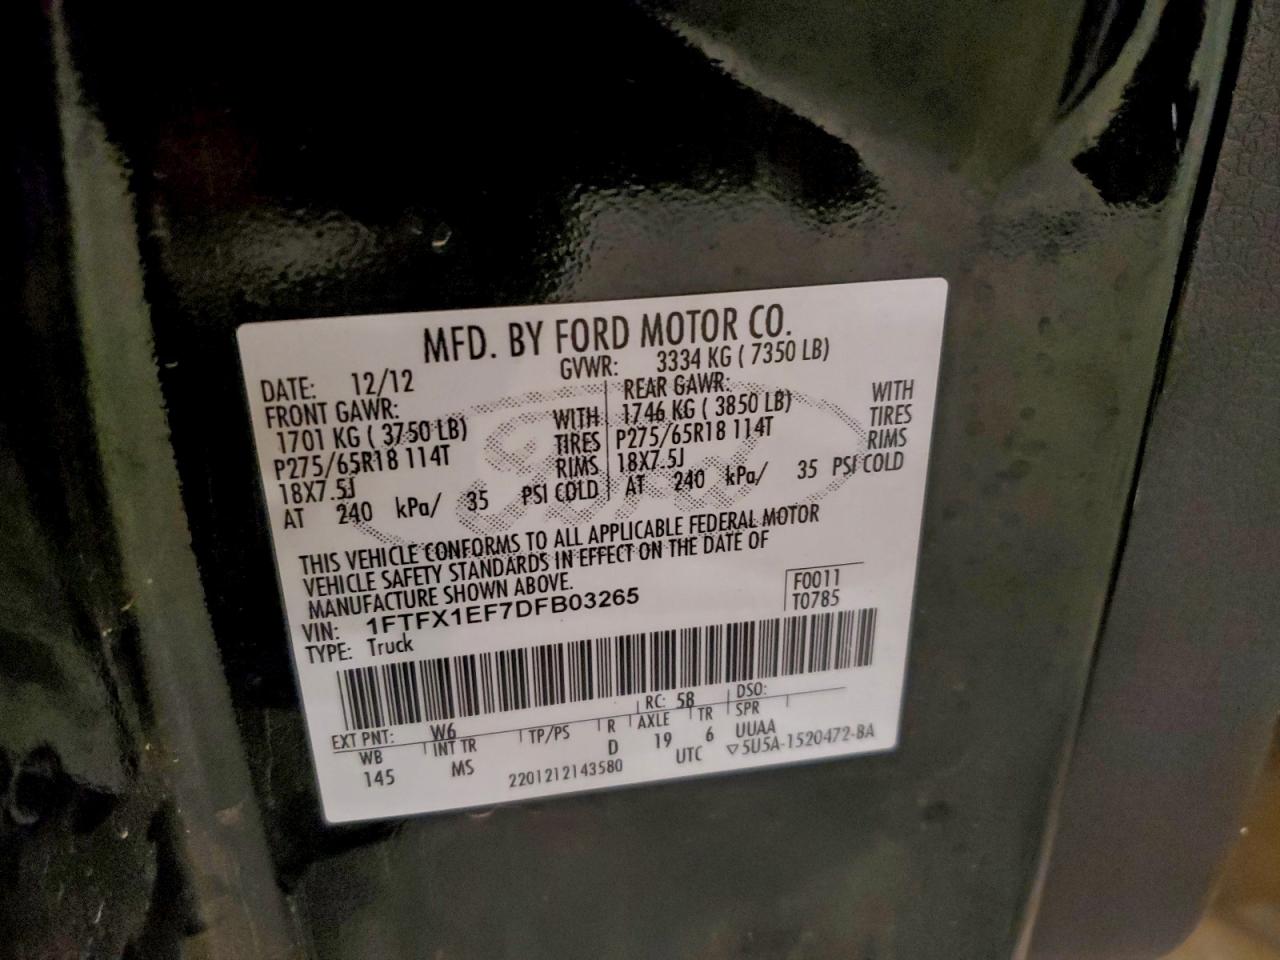 MFD. BY FORD MOTOR CO.
DATE: 12/12 GVWR: 3334 KG ( 7350 LB)
FRONT GAWR: REAR GAWR:
1701 KG ( 3750 LB) WITH 1746 KG ( 3850 LB) WITH
P275/65R18 114T TIRES P275/65R18 114T TIRES
18X7.5J RIMS 18X7.5J RIMS
AT 240 kPa/ 35 PSI COLD AT 240 kPa/ 35 PSI COLD
THIS VEHICLE CONFORMS TO ALL APPLICABLE FEDERAL MOTOR
VEHICLE SAFETY STANDARDS IN EFFECT ON THE DATE OF
MANUFACTURE SHOWN ABOVE.
VIN: 1FTFX1EF7DFB03265 F0011
TYPE: Truck T0785
EXT PNT: W6 RC: 58 DSO:
WB INT TR TP/PS R AXLE TR SPR
145 MS D 19 6 UUAA
2201212143580 UTC ▽5U5A-1520472-BA
Ford